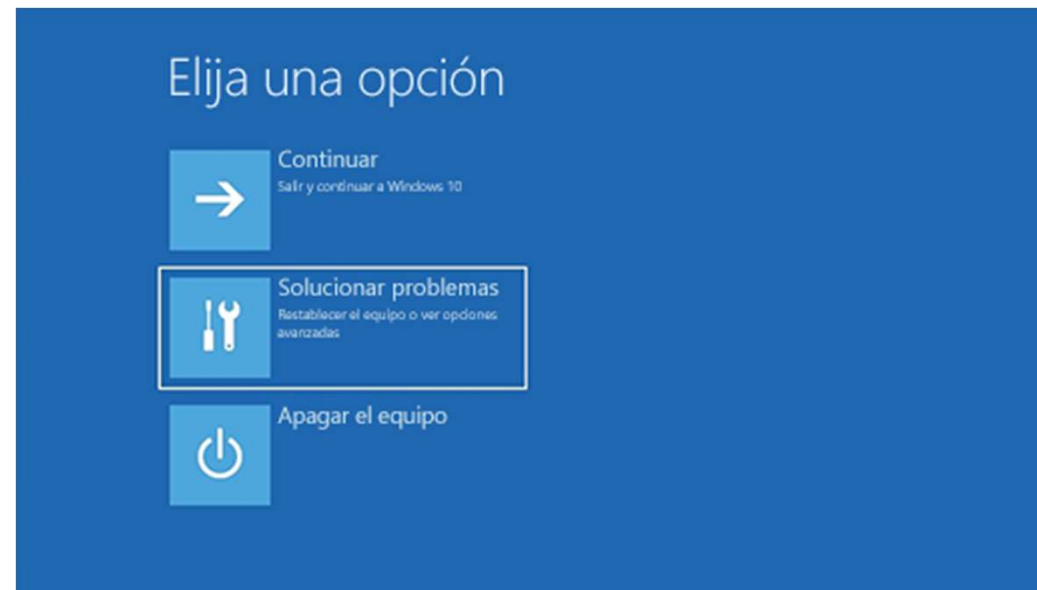 Elija una opción
Continuar
Salir y continuar a Windows 10
Solucionar problemas
Restablecer el equipo o ver opciones
avanzadas
Apagar el equipo